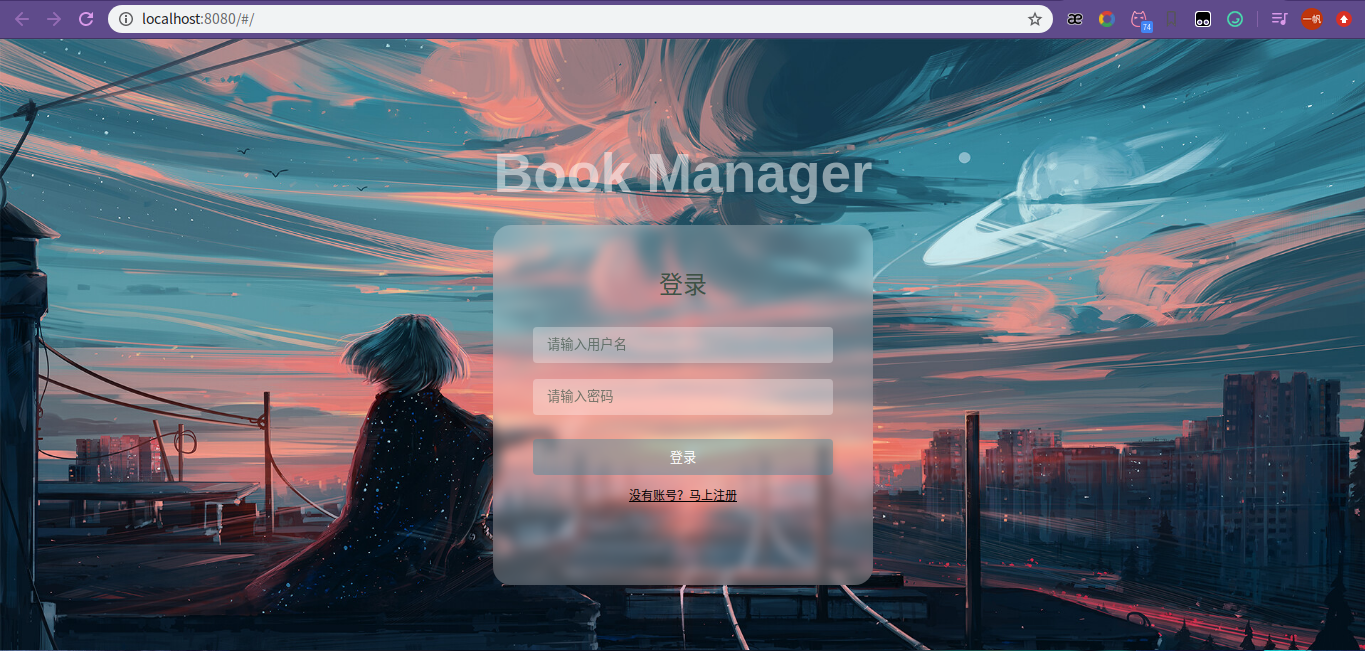 localhost:8080/#/
æ
74
一帆
Book Manager
登录
请输入用户名
请输入密码
登录
没有账号？马上注册